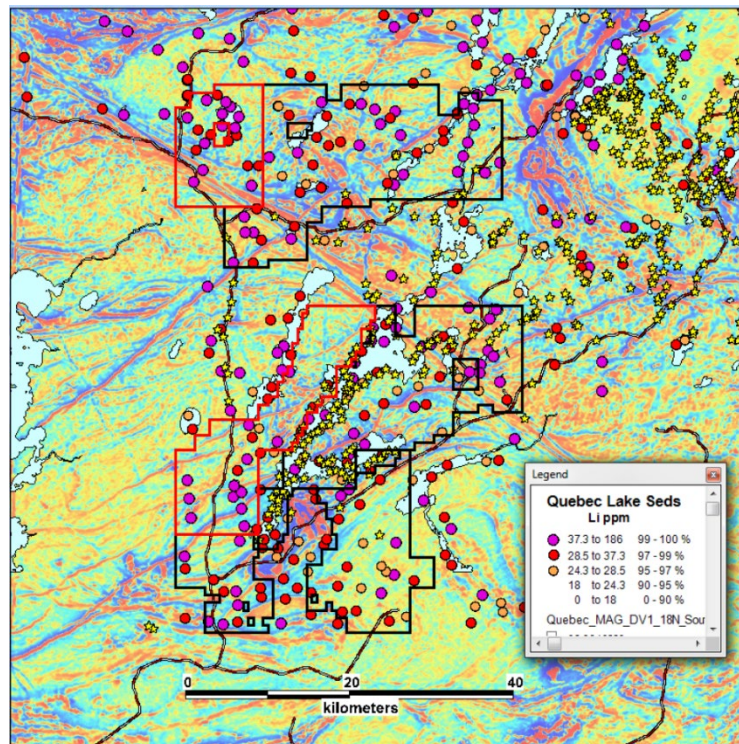 Legend
Quebec Lake Seds
Li ppm
37.3 to 186 99 - 100 %
28.5 to 37.3 97 - 99 %
24.3 to 28.5 95 - 97 %
18 to 24.3 90 - 95 %
0 to 18 0 - 90 %
Quebec_MAG_DV1_18N_Sou
0 20 40
kilometers